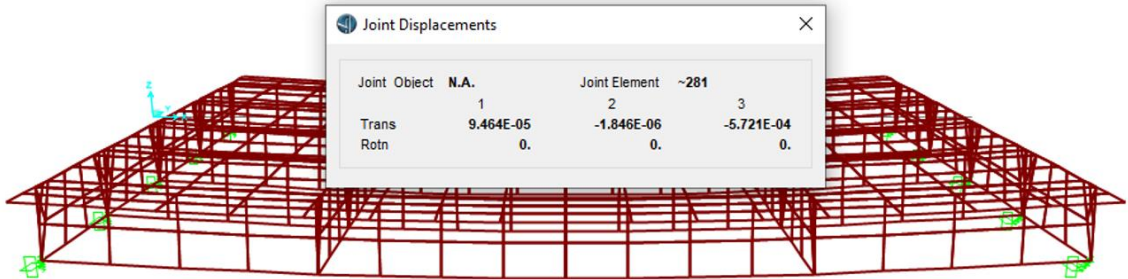 Joint Displacements
Joint Object N.A. Joint Element ~281
1 2 3
Trans 9.464E-05 -1.846E-06 -5.721E-04
Rotn 0. 0. 0.
Z